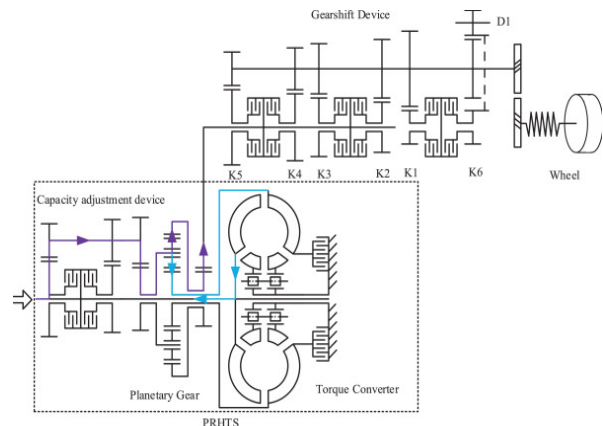 Gearshift Device
D1
K5
K4
K3
K2
K1
K6
Wheel
Capacity adjustment device
Planetary Gear
Torque Converter
PRHTS